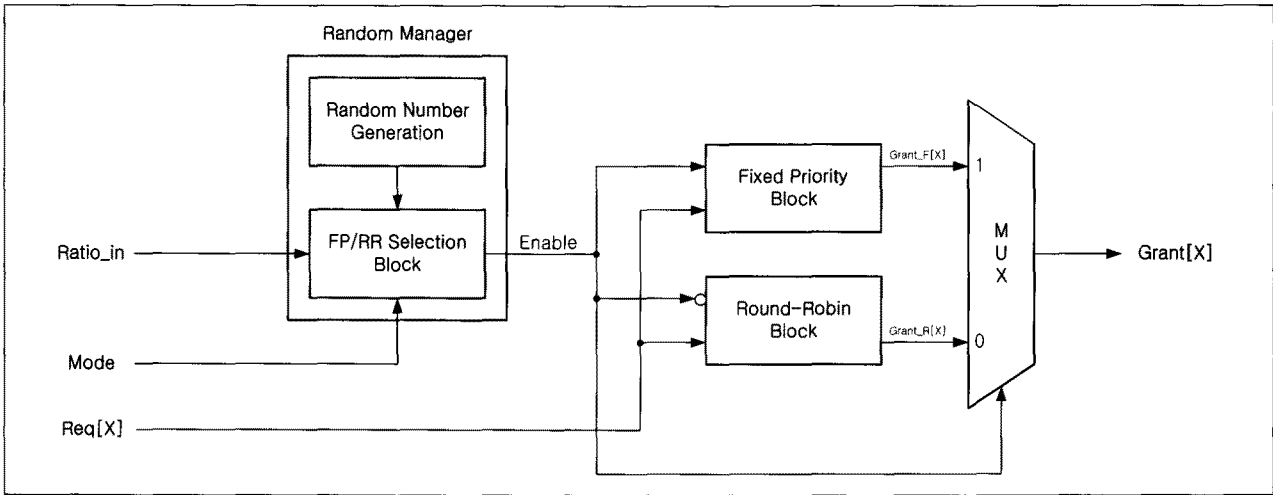 Random Manager
Random Number
Generation
FP/RR Selection
Block
Ratio_in
Mode
Req[X]
Enable
Fixed Priority
Block
Round-Robin
Block
Grant_F[X]
Grant_R[X]
1
0
M
U
X
Grant[X]